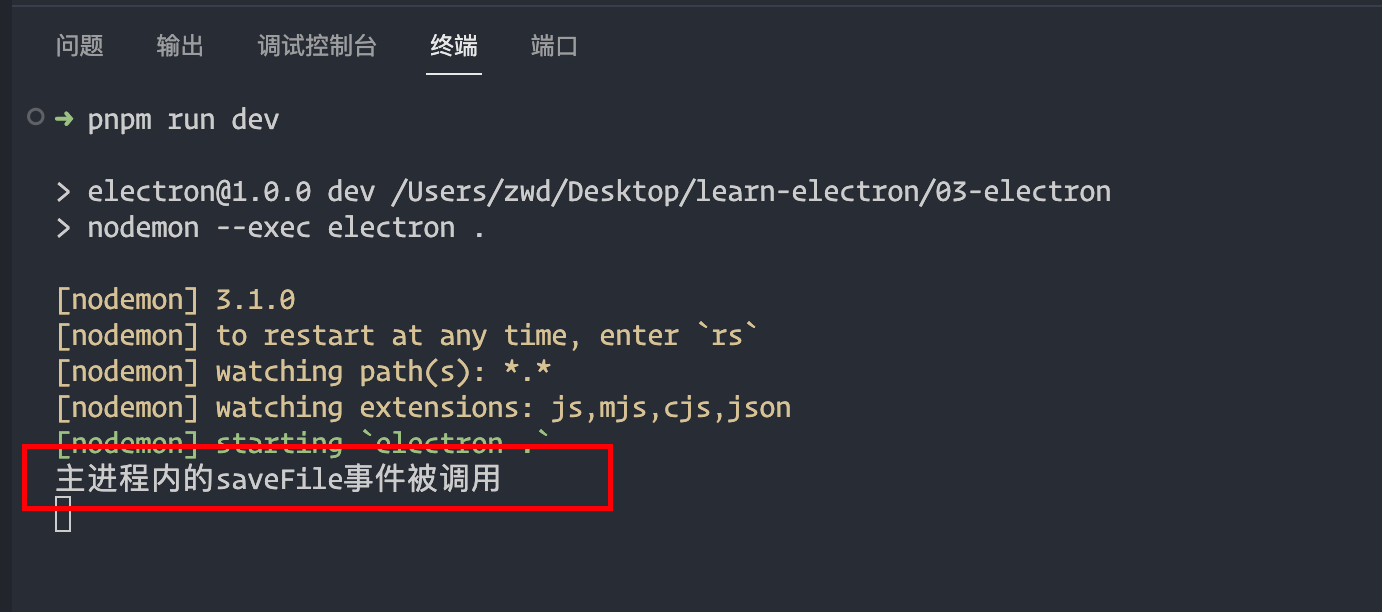 问题 输出 调试控制台 终端 端口
➜ pnpm run dev
> electron@1.0.0 dev /Users/zwd/Desktop/learn-electron/03-electron
> nodemon --exec electron .
[nodemon] 3.1.0
[nodemon] to restart at any time, enter `rs`
[nodemon] watching path(s): *.*
[nodemon] watching extensions: js,mjs,cjs,json
[nodemon] starting `electron .`
主进程内的saveFile事件被调用